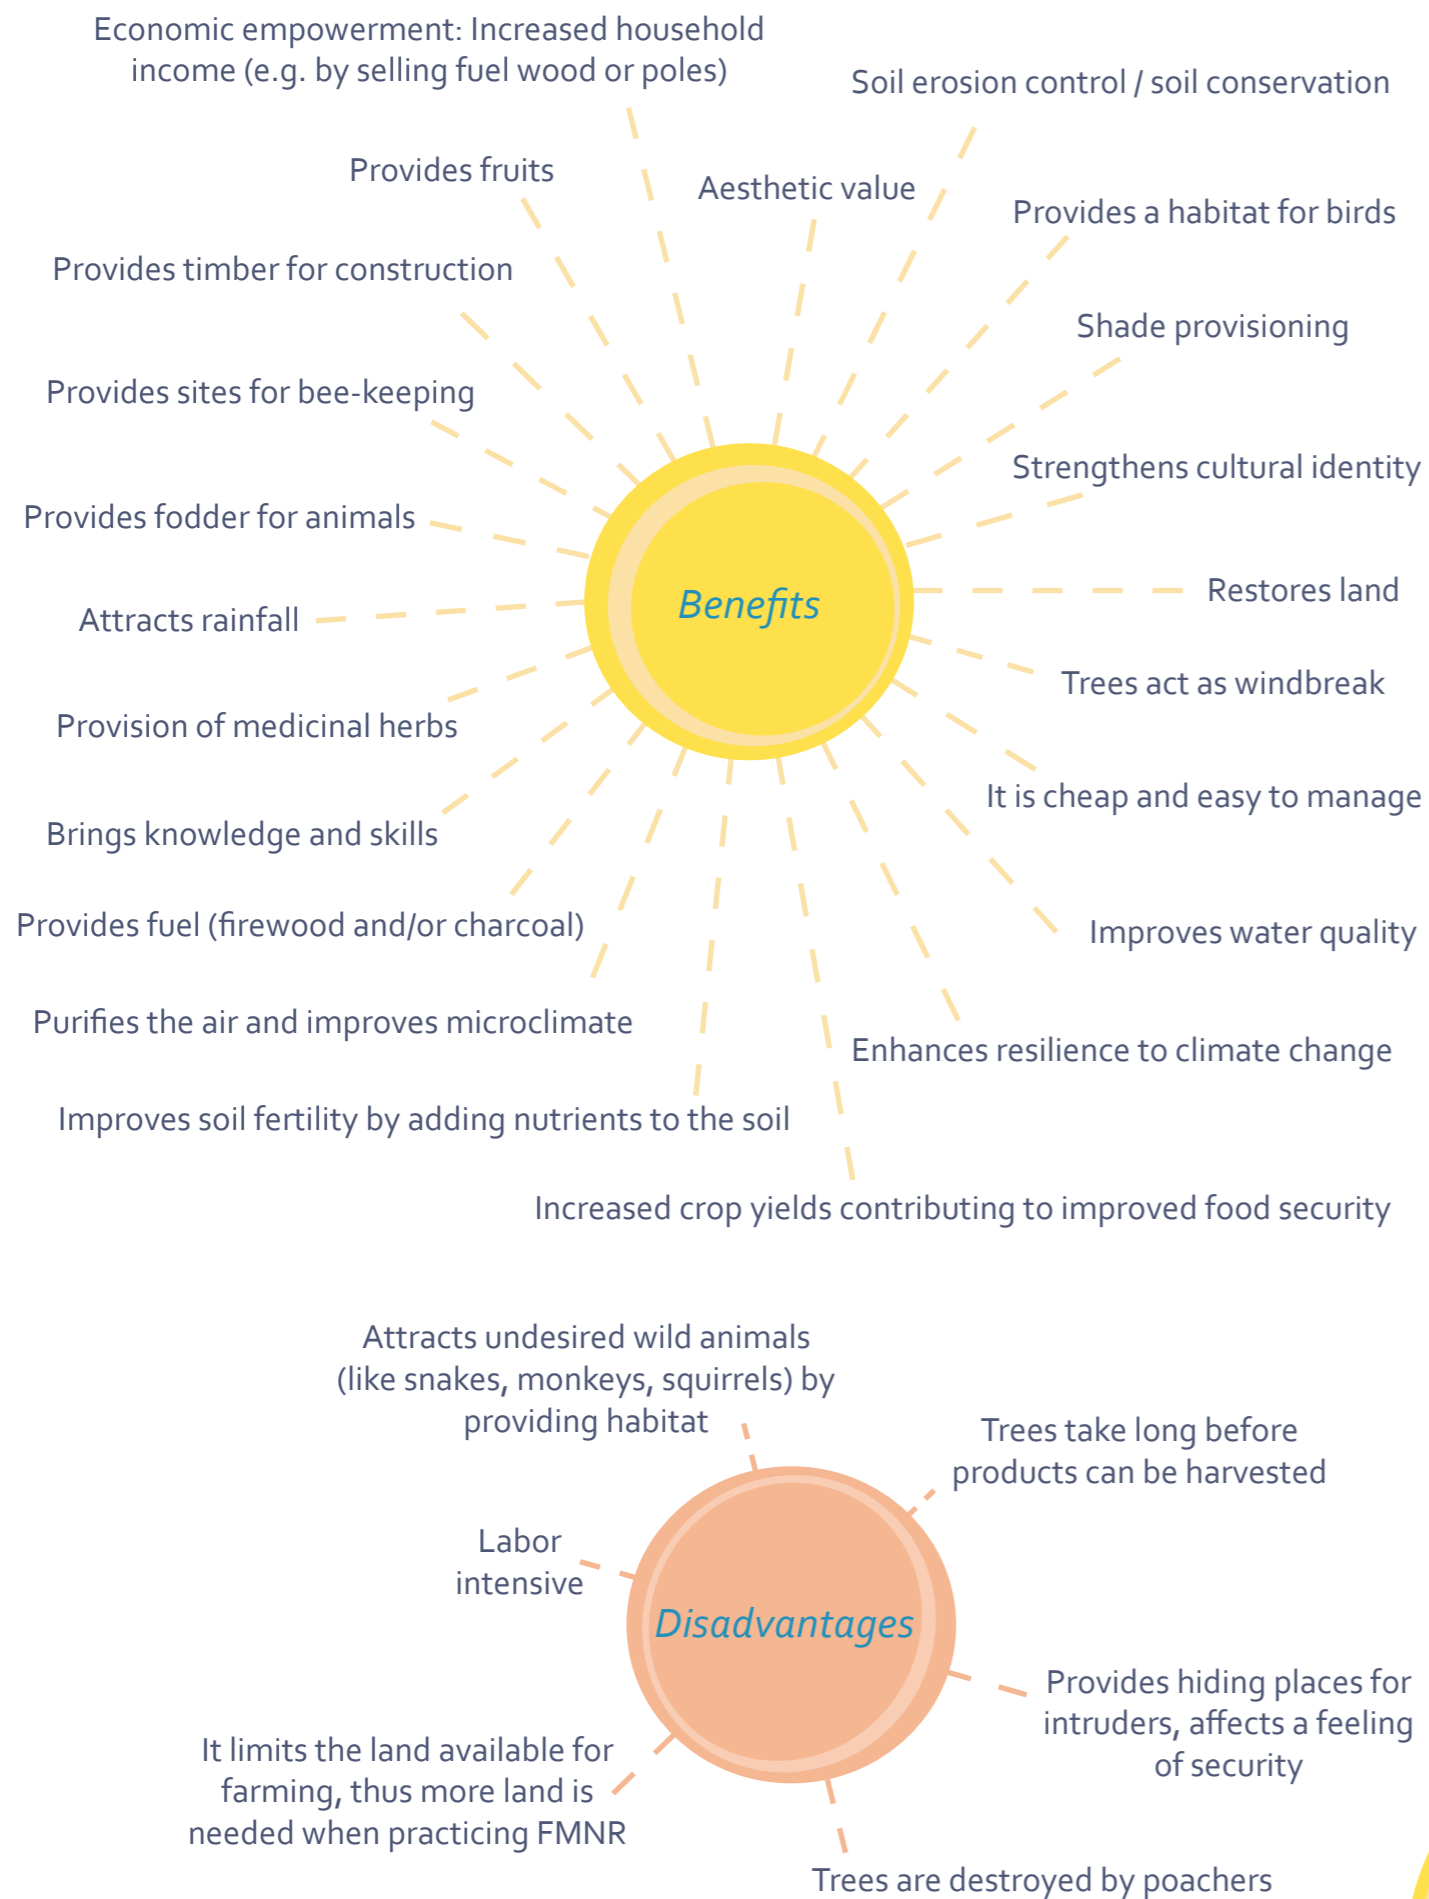 Economic empowerment: Increased household
income (e.g. by selling fuel wood or poles)
Soil erosion control / soil conservation
Provides fruits
Aesthetic value
Provides a habitat for birds
Provides timber for construction
Shade provisioning
Provides sites for bee-keeping
Strengthens cultural identity
Provides fodder for animals
Benefits
Restores land
Attracts rainfall
Trees act as windbreak
Provision of medicinal herbs
It is cheap and easy to manage
Brings knowledge and skills
Provides fuel (firewood and/or charcoal)
Improves water quality
Purifies the air and improves microclimate
Enhances resilience to climate change
Improves soil fertility by adding nutrients to the soil
Increased crop yields contributing to improved food security
Attracts undesired wild animals
(like snakes, monkeys, squirrels) by
providing habitat
Trees take long before
products can be harvested
Labor
intensive
Disadvantages
Provides hiding places for
intruders, affects a feeling
of security
It limits the land available for
farming, thus more land is
needed when practicing FMNR
Trees are destroyed by poachers